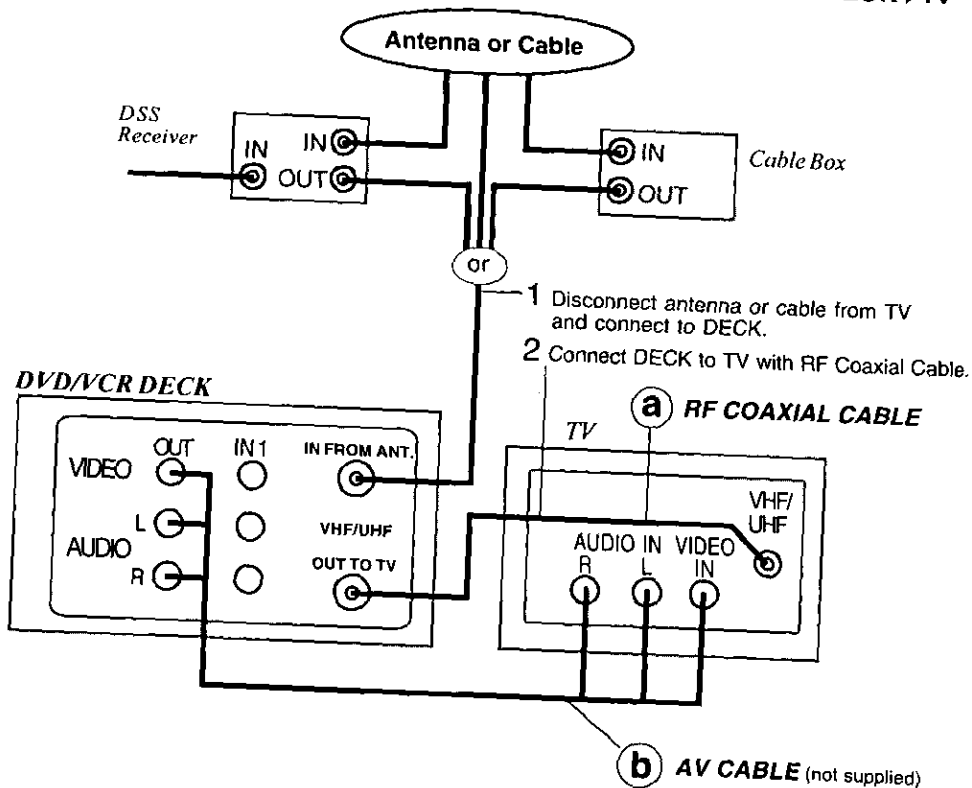 Antenna or Cable
DSS
Receiver
IN
IN
OUT
IN
OUT
Cable Box
or
1 Disconnect antenna or cable from TV
and connect to DECK.
2 Connect DECK to TV with RF Coaxial Cable.
DVD/VCR DECK
a RF COAXIAL CABLE
TV
OUT
IN 1
IN FROM ANT.
VIDEO
L
AUDIO
R
VHF/UHF
OUT TO TV
VHF/
UHF
AUDIO IN
R
L
VIDEO
IN
b AV CABLE (not supplied)